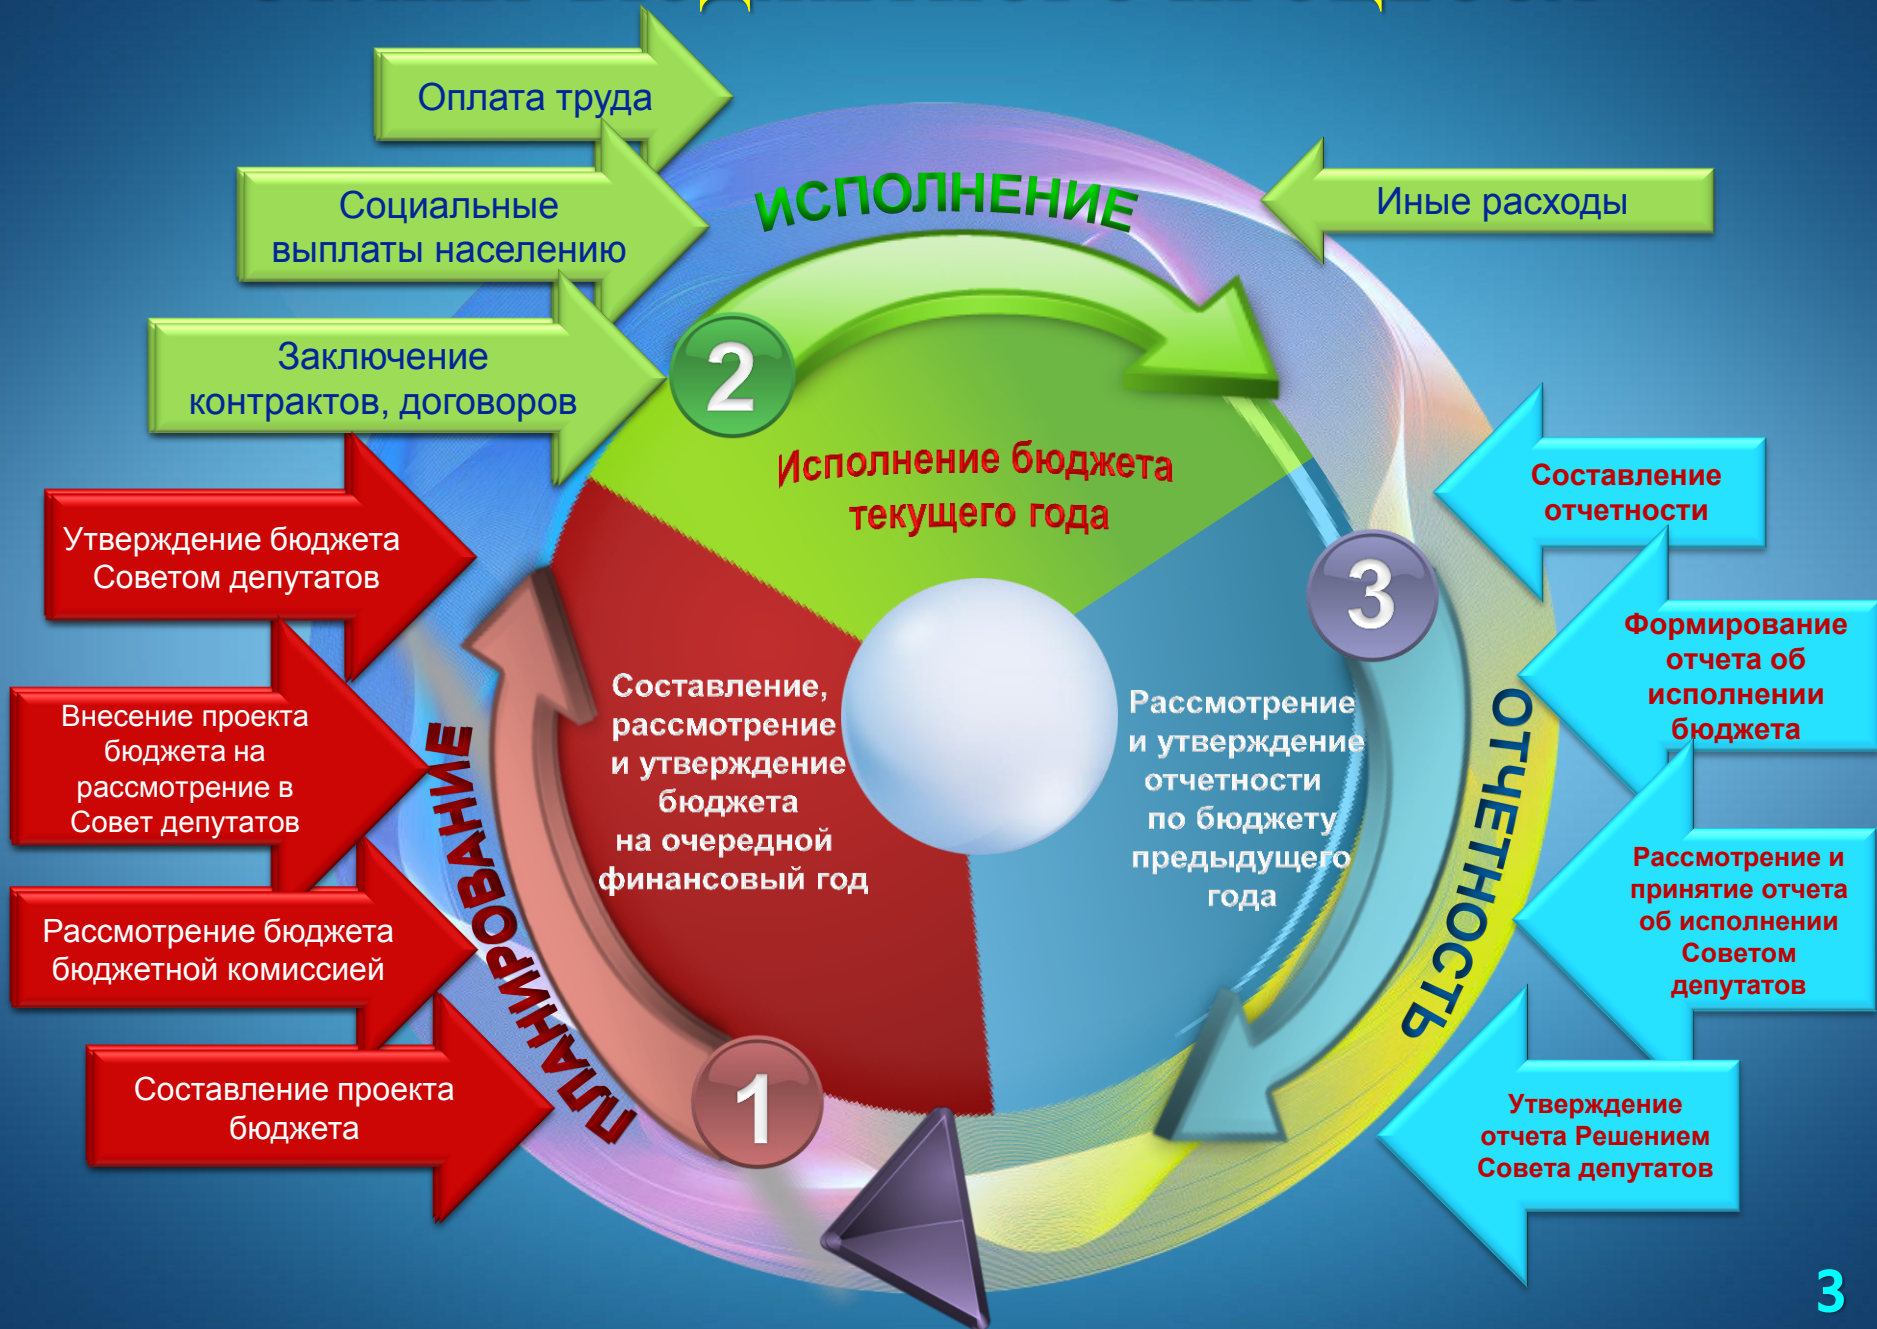 Оплата труда
Социальные
выплаты населению
Заключение
контрактов, договоров
Иные расходы
ИСПОЛНЕНИЕ
2
Исполнение бюджета
текущего года
Утверждение бюджета
Советом депутатов
Внесение проекта
бюджета на
рассмотрение в
Совет депутатов
Рассмотрение бюджета
бюджетной комиссией
Составление проекта
бюджета
ПЛАНИРОВАНИЕ
1
Составление,
рассмотрение
и утверждение
бюджета
на очередной
финансовый год
3
Рассмотрение
и утверждение
отчетности
по бюджету
предыдущего
года
ОТЧЕТНОСТЬ
Составление
отчетности
Формирование
отчета об
исполнении
бюджета
Рассмотрение и
принятие отчета
об исполнении
Советом
депутатов
Утверждение
отчета Решением
Совета депутатов
3